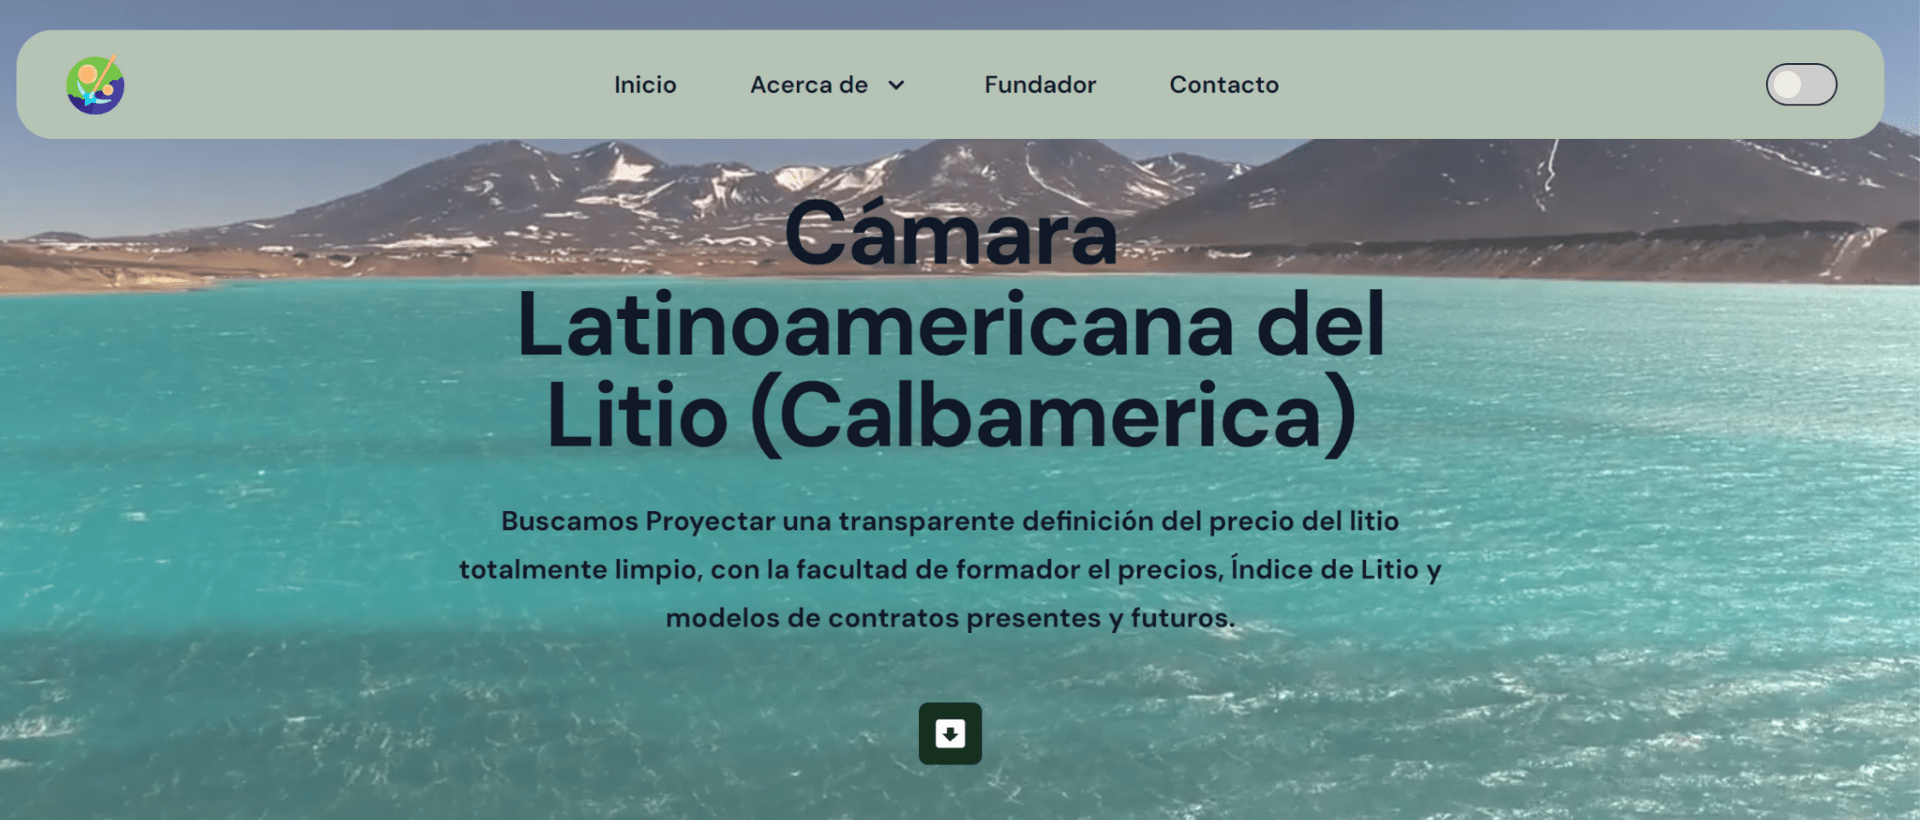 Inicio
Acerca de
Fundador
Contacto
Cámara
Latinoamericana del
Litio (Calbamerica)
Buscamos Proyectar una transparente definición del precio del litio
totalmente limpio, con la facultad de formador el precios, Índice de Litio y
modelos de contratos presentes y futuros.